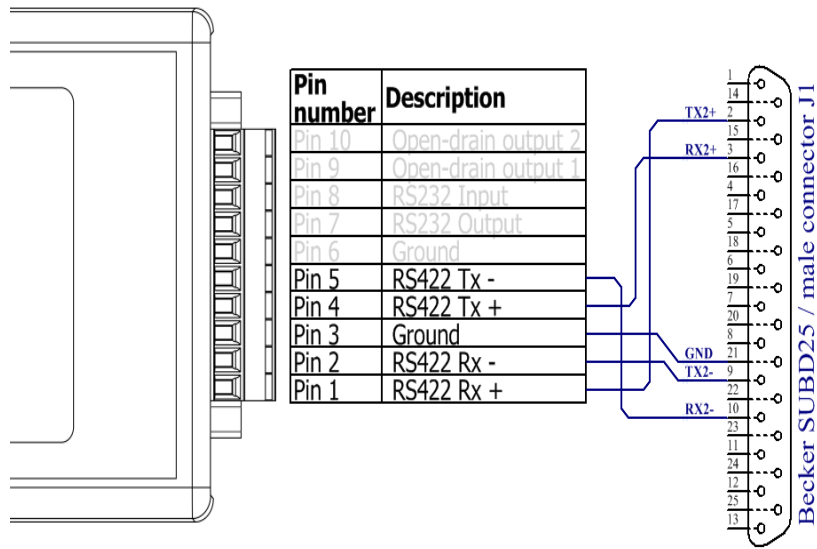 Pin number Description
Pin 10 Open-drain output 2
Pin 9 Open-drain output 1
Pin 8 RS232 Input
Pin 7 RS232 Output
Pin 6 Ground
Pin 5 RS422 Tx -
Pin 4 RS422 Tx +
Pin 3 Ground
Pin 2 RS422 Rx -
Pin 1 RS422 Rx +
1
14
TX2+ 2
15
RX2+ 3
16
4
17
5
18
6
19
7
20
8
GND 21
TX2- 9
22
RX2- 10
23
11
24
12
25
13
Becker SUBD25 / male connector J1